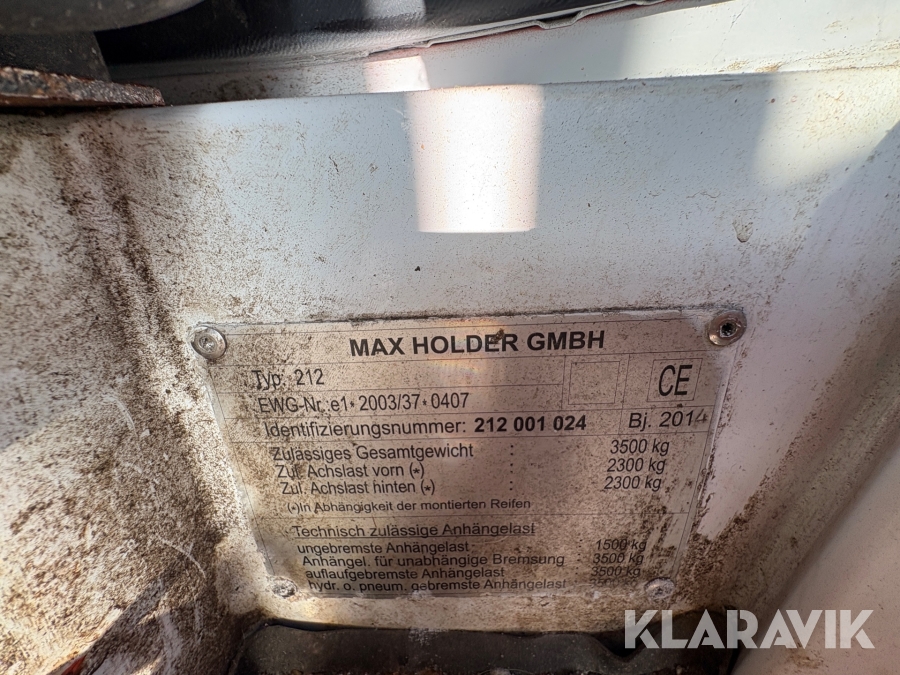 MAX HOLDER GMBH
Typ: 212
CE
EWG-Nr.:e1*2003/37*0407
Identifizierungsnummer: 212 001 024 Bj. 2014
Zulässiges Gesamtgewicht : 3500 kg
Zul. Achslast vorn (*) : 2300 kg
Zul. Achslast hinten (*) : 2300 kg
(*)In Abhängigkeit der montierten Reifen
Technisch zulässige Anhängelast
ungebremste Anhängelast : 1500 kg
Anhängel. für unabhängige Bremsung : 3500 kg
auflaufgebremste Anhängelast : 3500 kg
hydr. o. pneum. gebremste Anhängelast :
KLARAVIK